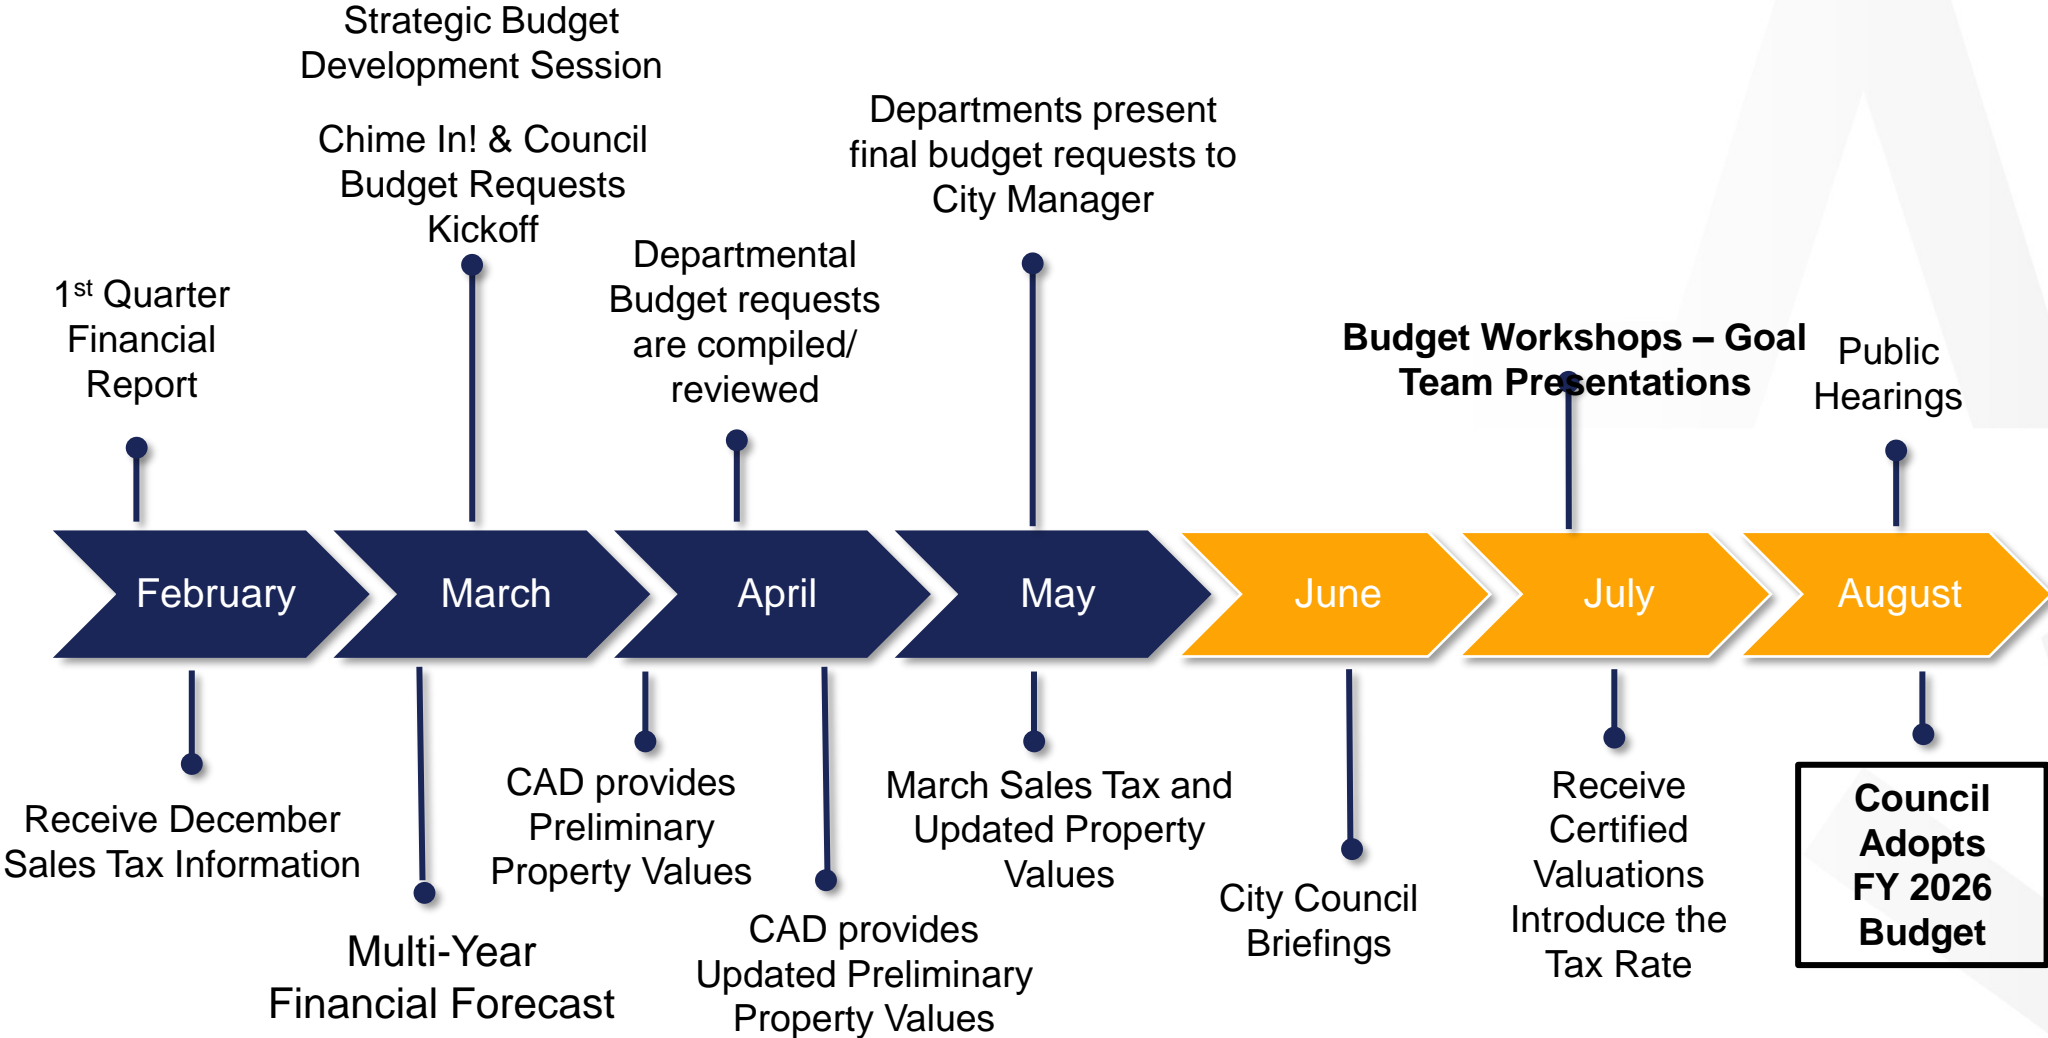 Strategic Budget
Development Session
Chime In! & Council
Budget Requests
Kickoff
Departments present
final budget requests to
City Manager
Departmental
Budget requests
are compiled/
reviewed
1st Quarter
Financial
Report
Budget Workshops – Goal
Team Presentations
Public
Hearings
February
March
April
May
June
July
August
Receive December
Sales Tax Information
Multi-Year
Financial Forecast
CAD provides
Preliminary
Property Values
CAD provides
Updated Preliminary
Property Values
March Sales Tax and
Updated Property
Values
City Council
Briefings
Receive
Certified
Valuations
Introduce the
Tax Rate
Council
Adopts
FY 2026
Budget